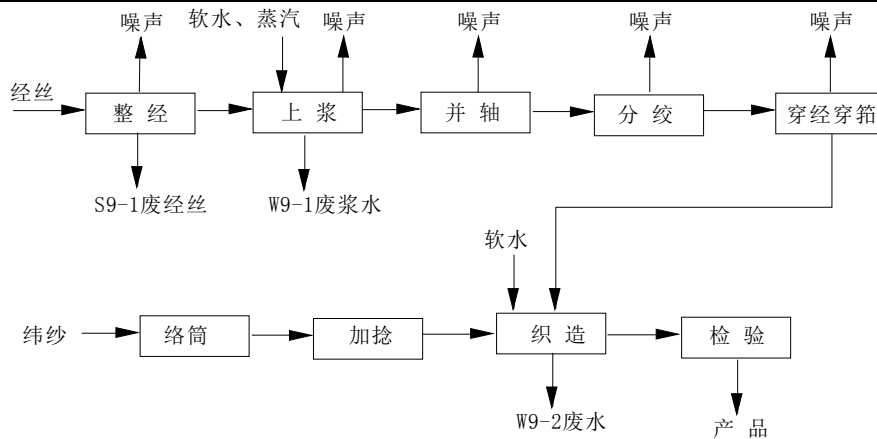 噪声
软水、蒸汽
噪声
噪声
噪声
噪声
经丝
整经
上浆
并轴
分绞
穿经穿筘
S9-1废经丝
W9-1废浆水
软水
纬纱
络筒
加捻
织造
检验
W9-2废水
产品